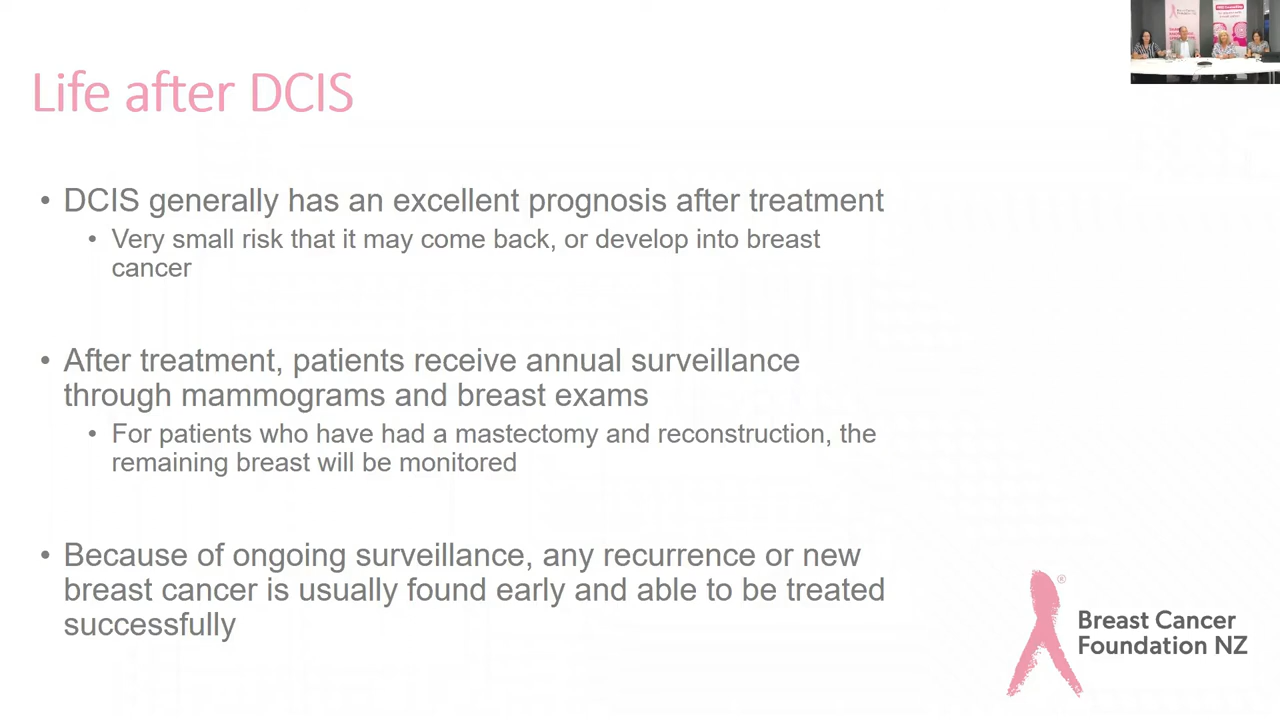 Life after DCIS
• DCIS generally has an excellent prognosis after treatment
• Very small risk that it may come back, or develop into breast
cancer
• After treatment, patients receive annual surveillance
through mammograms and breast exams
• For patients who have had a mastectomy and reconstruction, the
remaining breast will be monitored
• Because of ongoing surveillance, any recurrence or new
breast cancer is usually found early and able to be treated
successfully
®
Breast Cancer
Foundation NZ